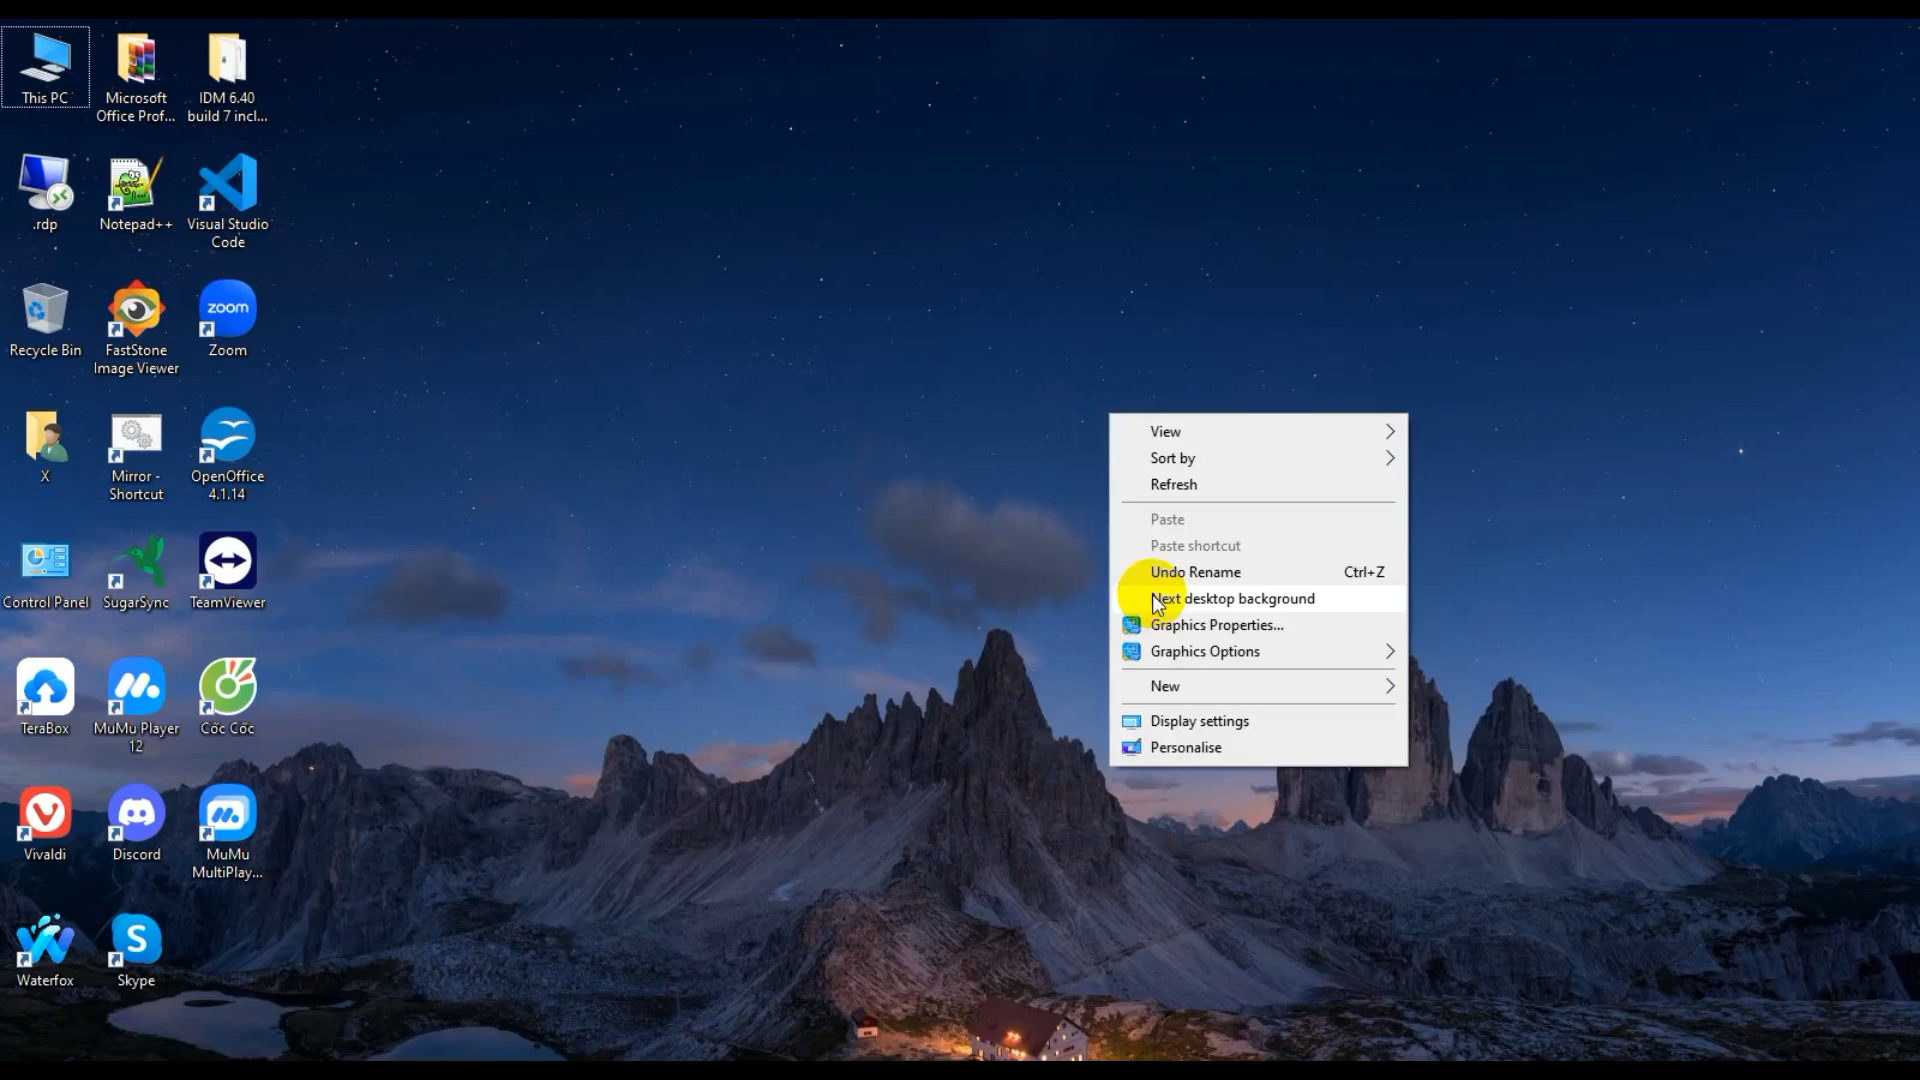 This PC
Microsoft
Office Prof...
IDM 6.40
build 7 incl...
.rdp
Notepad++
Visual Studio
Code
zoom
Recycle Bin
FastStone
Image Viewer
Zoom
X
Mirror -
Shortcut
OpenOffice
4.1.14
Control Panel
SugarSync
TeamViewer
TeraBox
MuMu Player
12
Cốc Cốc
Vivaldi
Discord
MuMu
MultiPlay...
S
Waterfox
Skype
View
Sort by
Refresh
Paste
Paste shortcut
Undo Rename Ctrl+Z
Next desktop background
Graphics Properties...
Graphics Options
New
Display settings
Personalise